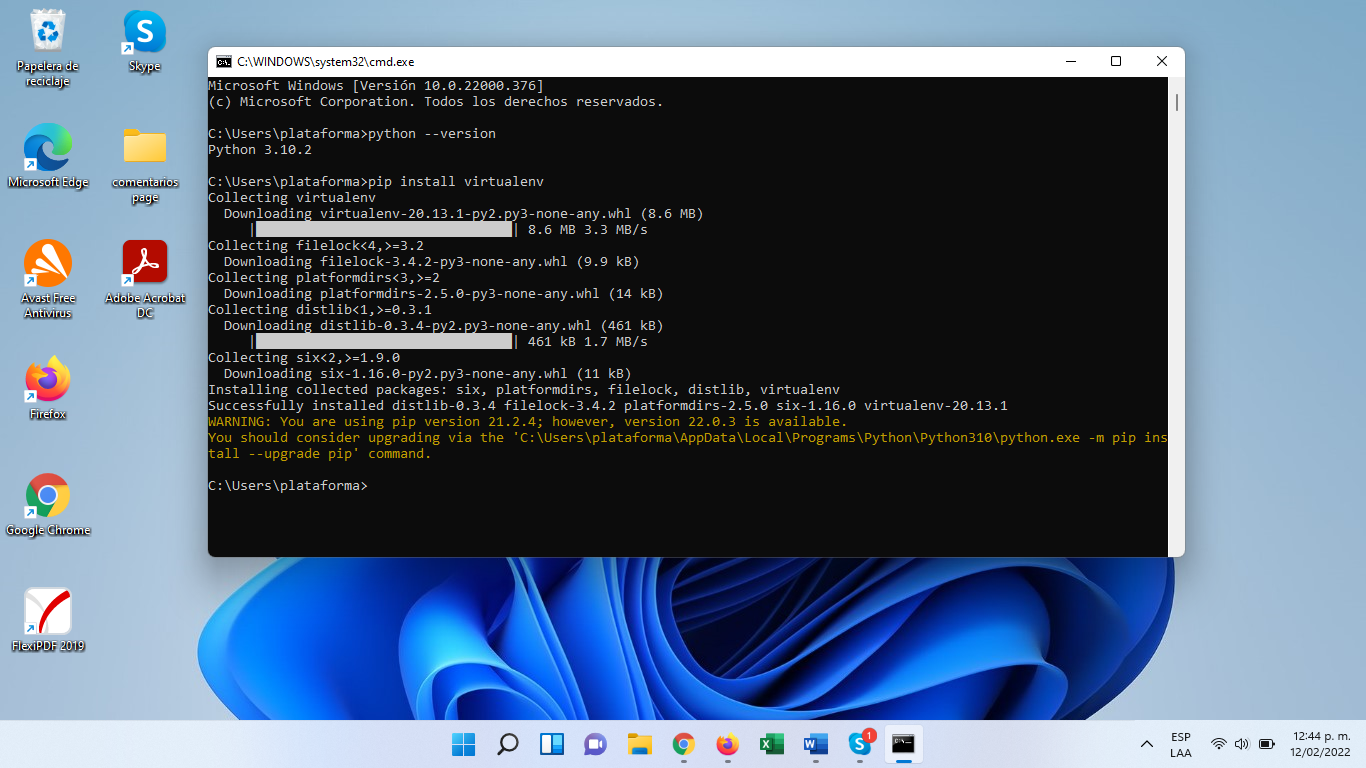 Papelera de
reciclaje
Skype
Microsoft Edge
comentarios
page
Avast Free
Antivirus
Adobe Acrobat
DC
Firefox
Google Chrome
FlexiPDF 2019
C:\WINDOWS\system32\cmd.exe
Microsoft Windows [Versión 10.0.22000.376]
(c) Microsoft Corporation. Todos los derechos reservados.
C:\Users\plataforma>python --version
Python 3.10.2
C:\Users\plataforma>pip install virtualenv
Collecting virtualenv
Downloading virtualenv-20.13.1-py2.py3-none-any.whl (8.6 MB)
| | 8.6 MB 3.3 MB/s
Collecting filelock<4,>=3.2
Downloading filelock-3.4.2-py3-none-any.whl (9.9 kB)
Collecting platformdirs<3,>=2
Downloading platformdirs-2.5.0-py3-none-any.whl (14 kB)
Collecting distlib<1,>=0.3.1
Downloading distlib-0.3.4-py2.py3-none-any.whl (461 kB)
| | 461 kB 1.7 MB/s
Collecting six<2,>=1.9.0
Downloading six-1.16.0-py2.py3-none-any.whl (11 kB)
Installing collected packages: six, platformdirs, filelock, distlib, virtualenv
Successfully installed distlib-0.3.4 filelock-3.4.2 platformdirs-2.5.0 six-1.16.0 virtualenv-20.13.1
WARNING: You are using pip version 21.2.4; however, version 22.0.3 is available.
You should consider upgrading via the 'C:\Users\plataforma\AppData\Local\Programs\Python\Python310\python.exe -m pip ins
tall --upgrade pip' command.
C:\Users\plataforma>
1
ESP
LAA
12:44 p. m.
12/02/2022